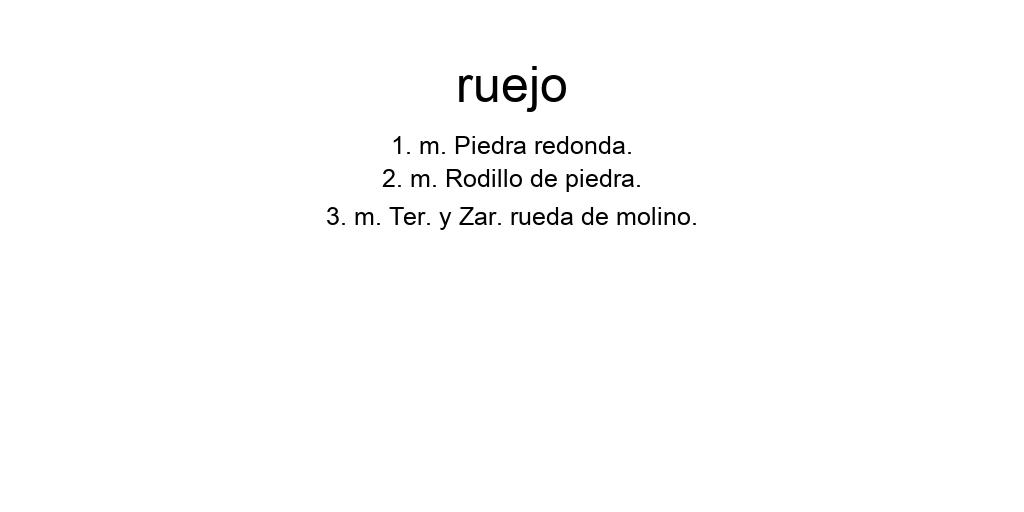 ruejo
1. m. Piedra redonda.
2. m. Rodillo de piedra.
3. m. Ter. y Zar. rueda de molino.